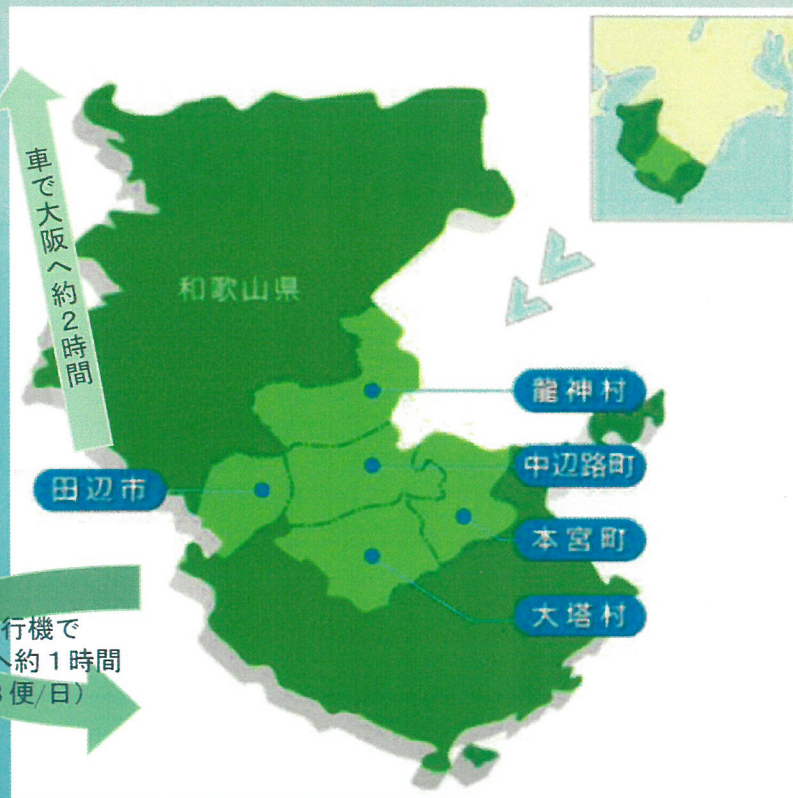 車で大阪へ約2時間
和歌山県
龍神村
中辺路町
田辺市
本宮町
大塔村
行機で
へ約1時間
便/日)